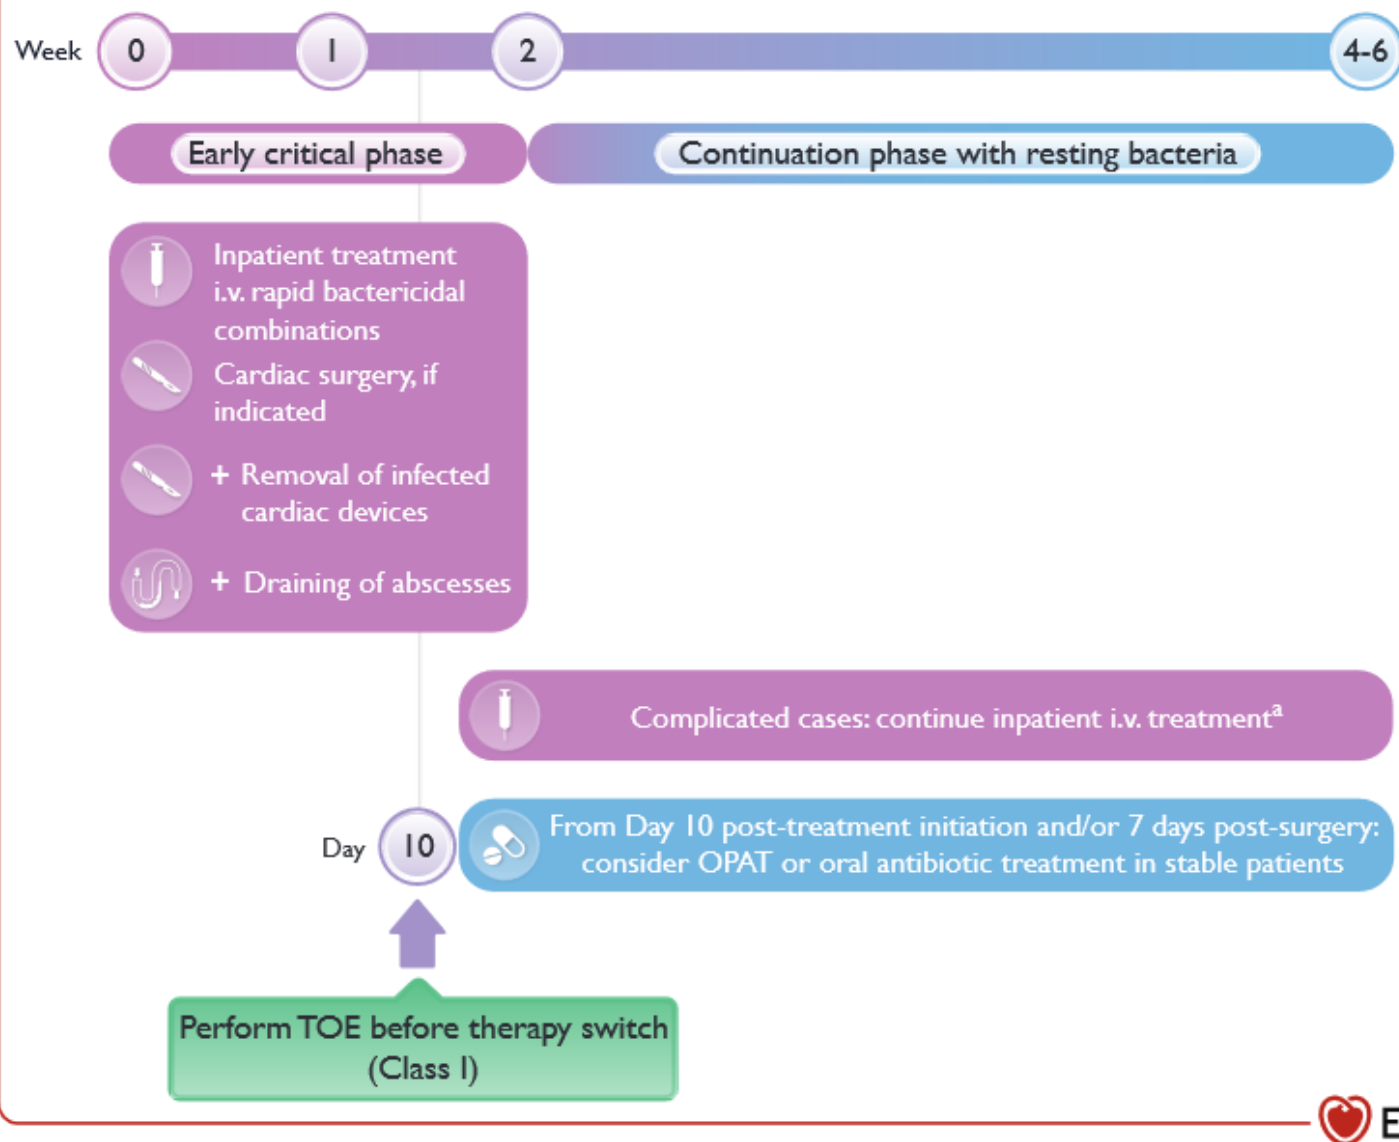 Week 0 1 2 4-6
Early critical phase
Continuation phase with resting bacteria
Inpatient treatment
i.v. rapid bactericidal
combinations
Cardiac surgery, if
indicated
+ Removal of infected
cardiac devices
+ Draining of abscesses
Complicated cases: continue inpatient i.v. treatmentᵃ
Day 10
From Day 10 post-treatment initiation and/or 7 days post-surgery:
consider OPAT or oral antibiotic treatment in stable patients
Perform TOE before therapy switch
(Class I)
E